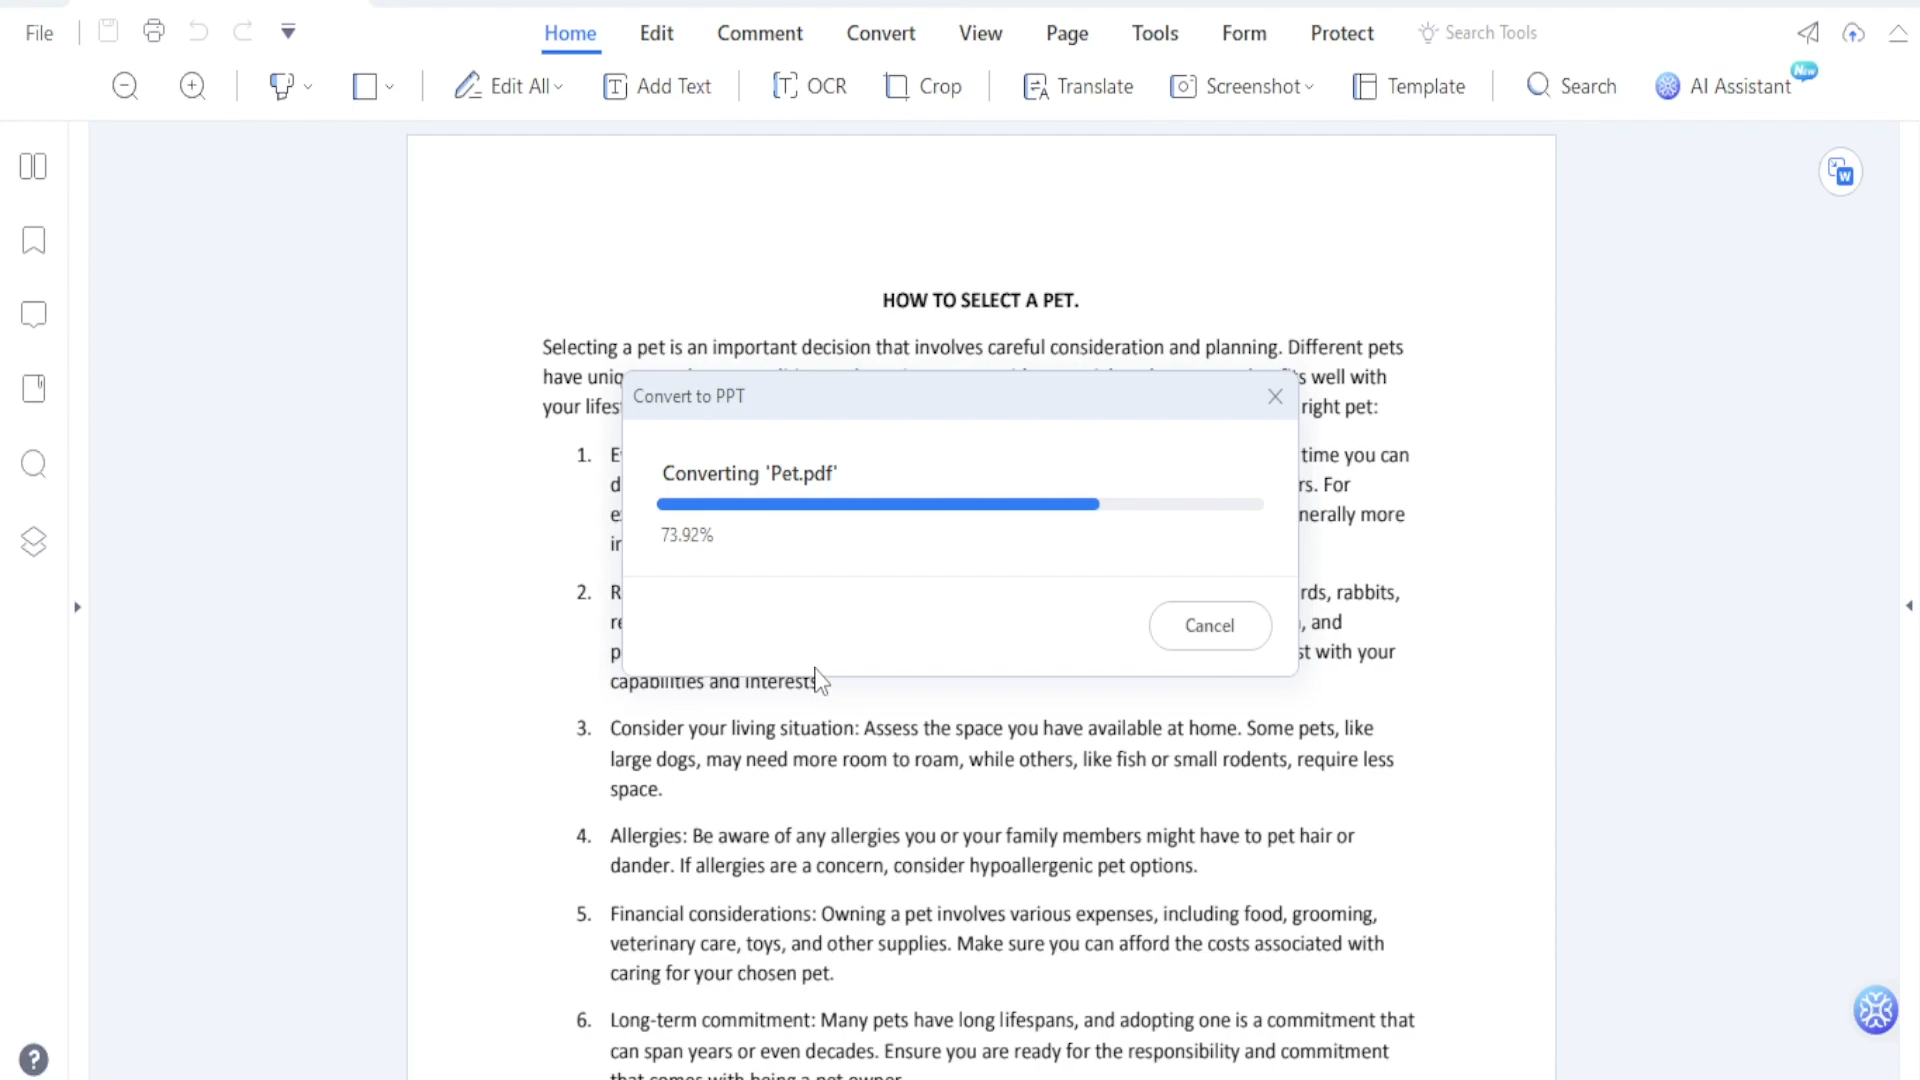 File
Home
Edit
Comment
Convert
View
Page
Tools
Form
Protect
Search Tools
Edit All
Add Text
OCR
Crop
Translate
Screenshot
Template
Search
AI Assistant
New
W
HOW TO SELECT A PET.
Selecting a pet is an important decision that involves careful consideration and planning. Different pets
have well with
your right pet:
Convert to PPT
Converting 'Pet.pdf'
73.92%
Cancel
1. time you can
For
more
2. rabbits,
and
with your
capabilities and interests
3. Consider your living situation: Assess the space you have available at home. Some pets, like
large dogs, may need more room to roam, while others, like fish or small rodents, require less
space.
4. Allergies: Be aware of any allergies you or your family members might have to pet hair or
dander. If allergies are a concern, consider hypoallergenic pet options.
5. Financial considerations: Owning a pet involves various expenses, including food, grooming,
veterinary care, toys, and other supplies. Make sure you can afford the costs associated with
caring for your chosen pet.
6. Long-term commitment: Many pets have long lifespans, and adopting one is a commitment that
can span years or even decades. Ensure you are ready for the responsibility and commitment
that comes with being a pet owner
?